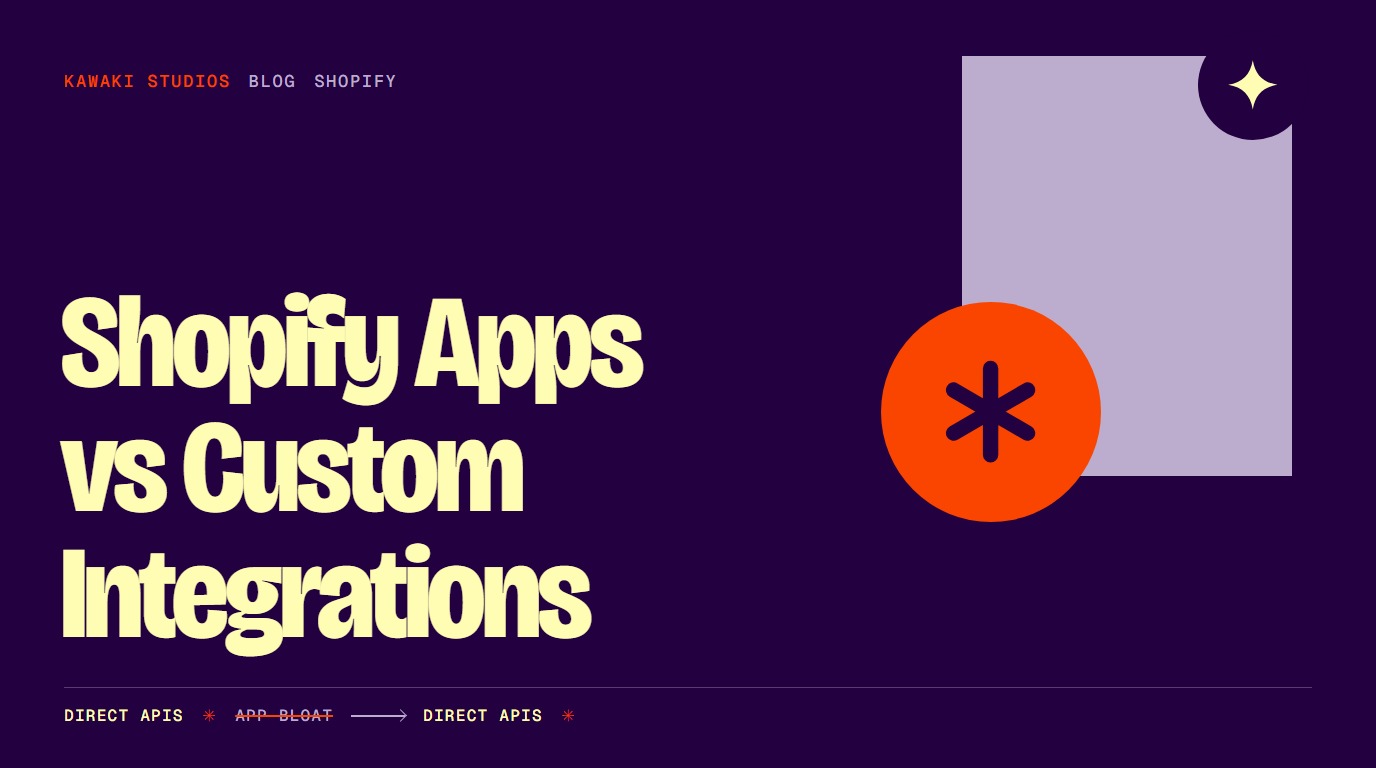 KAWAKI STUDIOS BLOG SHOPIFY
Shopify Apps
vs Custom
Integrations
DIRECT APIS ✳ APP BLOAT → DIRECT APIS ✳